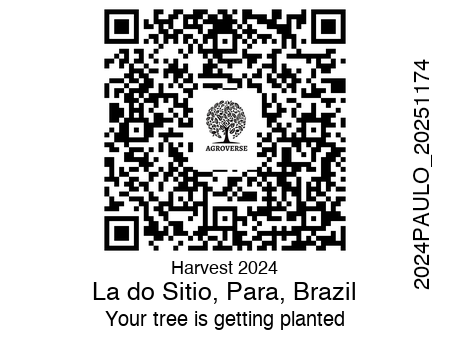 AGROVERSE
Harvest 2024
La do Sitio, Para, Brazil
Your tree is getting planted
2024PAULO_20251174